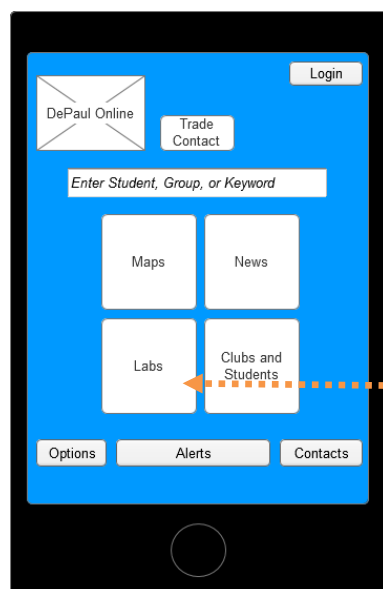 Login
DePaul Online
Trade
Contact
Enter Student, Group, or Keyword
Maps
News
Labs
Clubs and
Students
Options
Alerts
Contacts